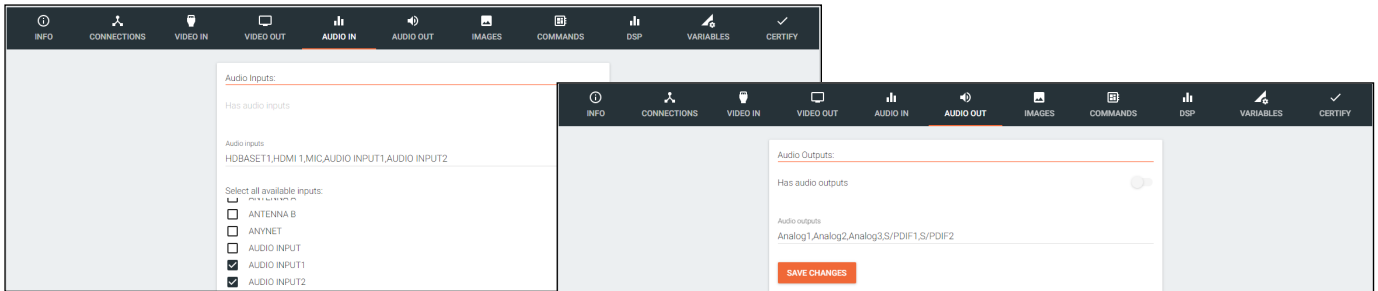 INFO CONNECTIONS VIDEO IN VIDEO OUT AUDIO IN AUDIO OUT IMAGES COMMANDS DSP VARIABLES CERTIFY
Audio Inputs:
Has audio inputs
Audio inputs
HDBASET1,HDMI 1,MIC,AUDIO INPUT1,AUDIO INPUT2
Select all available inputs:
ANTENNA A
ANTENNA B
ANYNET
AUDIO INPUT
AUDIO INPUT1
AUDIO INPUT2
INFO CONNECTIONS VIDEO IN VIDEO OUT AUDIO IN AUDIO OUT IMAGES COMMANDS DSP VARIABLES CERTIFY
Audio Outputs:
Has audio outputs
Audio outputs
Analog1,Analog2,Analog3,S/PDIF1,S/PDIF2
SAVE CHANGES